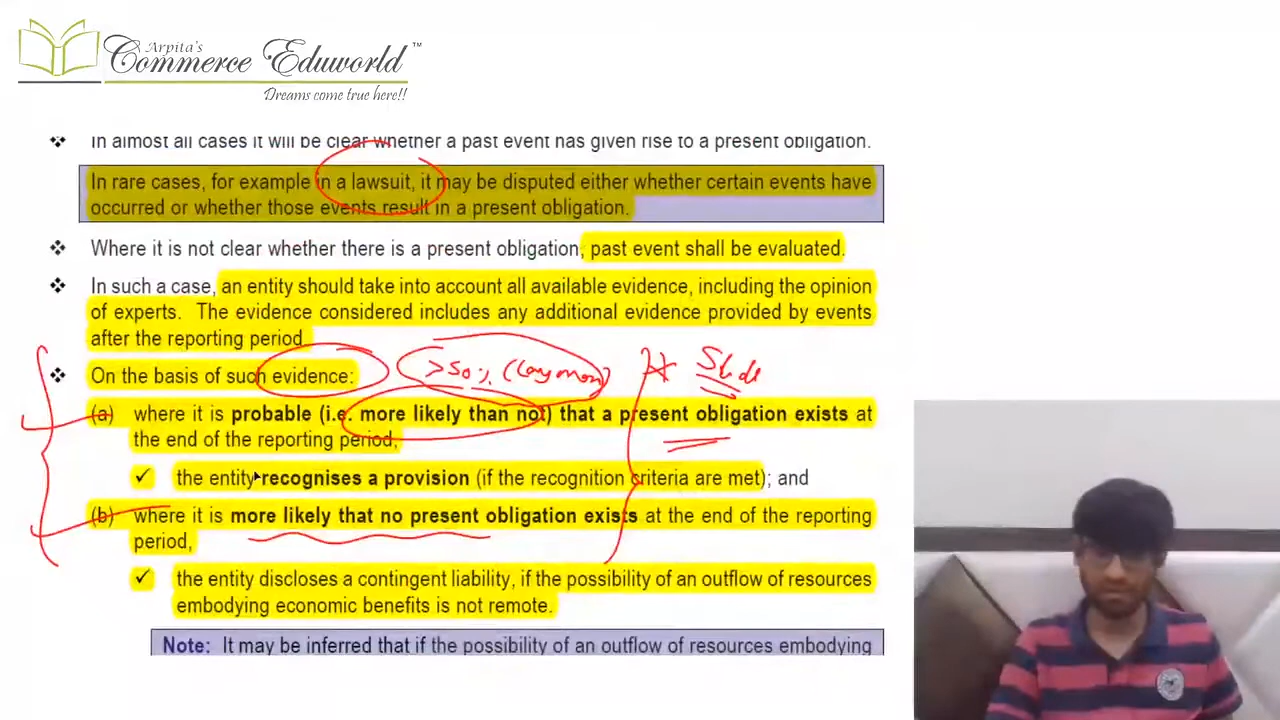 Arpita's
Commerce Eduworld™
Dreams come true here!!
❖ In almost all cases it will be clear whether a past event has given rise to a present obligation.
In rare cases, for example in a lawsuit, it may be disputed either whether certain events have
occurred or whether those events result in a present obligation.
❖ Where it is not clear whether there is a present obligation, past event shall be evaluated.
❖ In such a case, an entity should take into account all available evidence, including the opinion
of experts. The evidence considered includes any additional evidence provided by events
after the reporting period.
>50% (layman)
❖ On the basis of such evidence:
(a) where it is probable (i.e. more likely than not) that a present obligation exists at
the end of the reporting period,
✓ the entity recognises a provision (if the recognition criteria are met); and
(b) where it is more likely that no present obligation exists at the end of the reporting
period,
✓ the entity discloses a contingent liability, if the possibility of an outflow of resources
embodying economic benefits is not remote.
Note: It may be inferred that if the possibility of an outflow of resources embodying